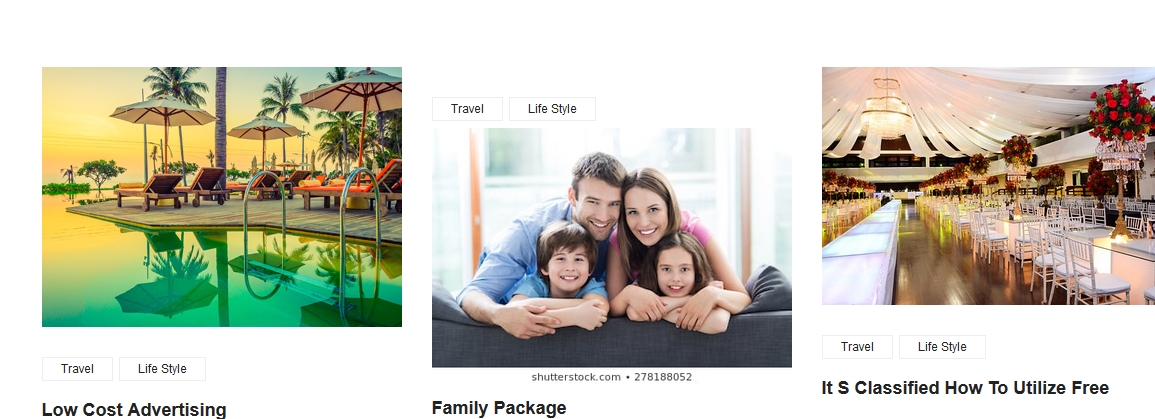 Travel Life Style
Low Cost Advertising
Travel Life Style
shutterstock.com • 278188052
Family Package
Travel Life Style
It S Classified How To Utilize Free